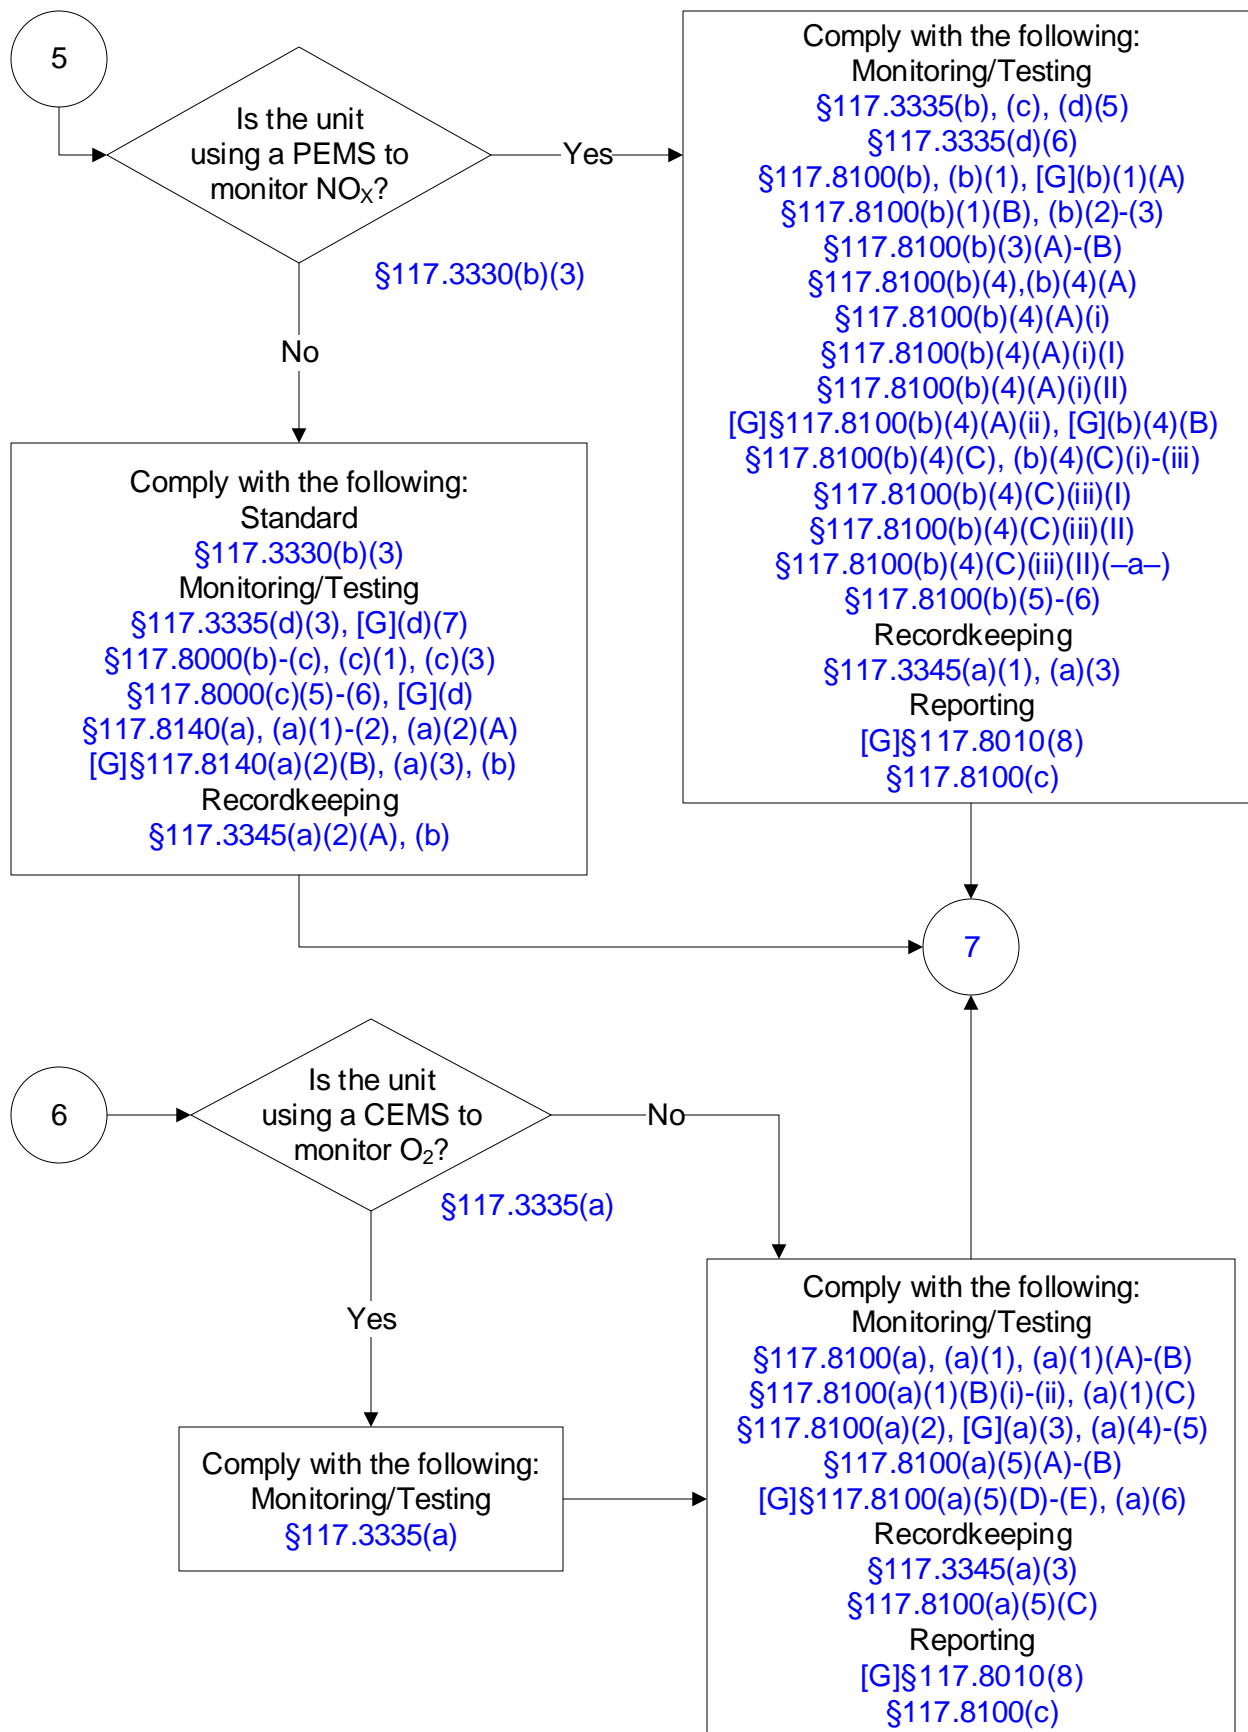 5
Is the unit
using a PEMS to
monitor NOX?
Yes
§117.3330(b)(3)
No
Comply with the following:
Monitoring/Testing
§117.3335(b), (c), (d)(5)
§117.3335(d)(6)
§117.8100(b), (b)(1), [G](b)(1)(A)
§117.8100(b)(1)(B), (b)(2)-(3)
§117.8100(b)(3)(A)-(B)
§117.8100(b)(4),(b)(4)(A)
§117.8100(b)(4)(A)(i)
§117.8100(b)(4)(A)(i)(I)
§117.8100(b)(4)(A)(i)(II)
[G]§117.8100(b)(4)(A)(ii), [G](b)(4)(B)
§117.8100(b)(4)(C), (b)(4)(C)(i)-(iii)
§117.8100(b)(4)(C)(iii)(I)
§117.8100(b)(4)(C)(iii)(II)
§117.8100(b)(4)(C)(iii)(II)(–a–)
§117.8100(b)(5)-(6)
Recordkeeping
§117.3345(a)(1), (a)(3)
Reporting
[G]§117.8010(8)
§117.8100(c)
Comply with the following:
Standard
§117.3330(b)(3)
Monitoring/Testing
§117.3335(d)(3), [G](d)(7)
§117.8000(b)-(c), (c)(1), (c)(3)
§117.8000(c)(5)-(6), [G](d)
§117.8140(a), (a)(1)-(2), (a)(2)(A)
[G]§117.8140(a)(2)(B), (a)(3), (b)
Recordkeeping
§117.3345(a)(2)(A), (b)
7
6
Is the unit
using a CEMS to
monitor O2?
No
§117.3335(a)
Yes
Comply with the following:
Monitoring/Testing
§117.3335(a)
Comply with the following:
Monitoring/Testing
§117.8100(a), (a)(1), (a)(1)(A)-(B)
§117.8100(a)(1)(B)(i)-(ii), (a)(1)(C)
§117.8100(a)(2), [G](a)(3), (a)(4)-(5)
§117.8100(a)(5)(A)-(B)
[G]§117.8100(a)(5)(D)-(E), (a)(6)
Recordkeeping
§117.3345(a)(3)
§117.8100(a)(5)(C)
Reporting
[G]§117.8010(8)
§117.8100(c)